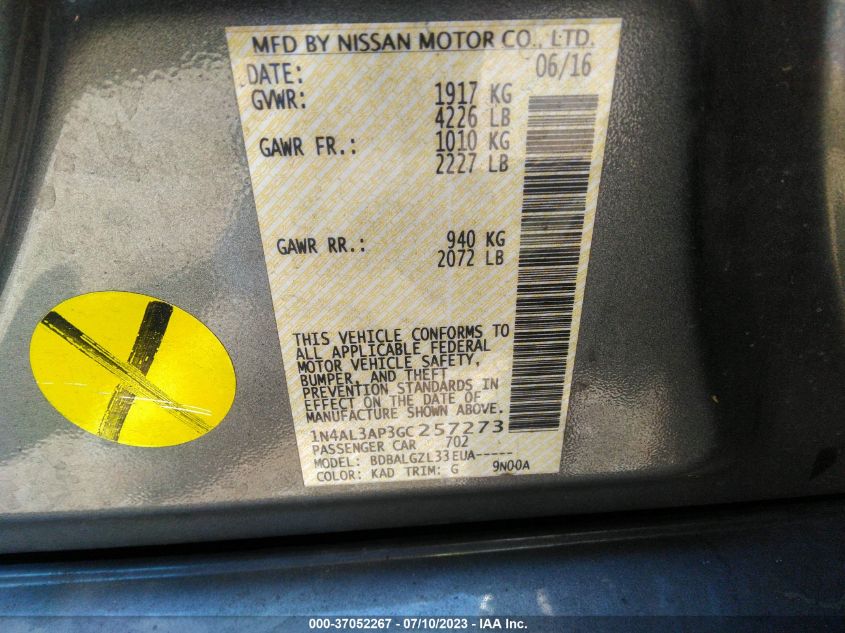 MFD BY NISSAN MOTOR CO., LTD.
DATE: 06/16
GVWR: 1917 KG
4226 LB
GAWR FR.: 1010 KG
2227 LB
GAWR RR.: 940 KG
2072 LB
THIS VEHICLE CONFORMS TO
ALL APPLICABLE FEDERAL
MOTOR VEHICLE SAFETY,
BUMPER, AND THEFT
PREVENTION STANDARDS IN
EFFECT ON THE DATE OF
MANUFACTURE SHOWN ABOVE.
1N4AL3AP3GC257273
PASSENGER CAR 702
MODEL: BDBALGZL33EUA-----
COLOR: KAD TRIM: G 9N00A
000-37052267 - 07/10/2023 - IAA Inc.